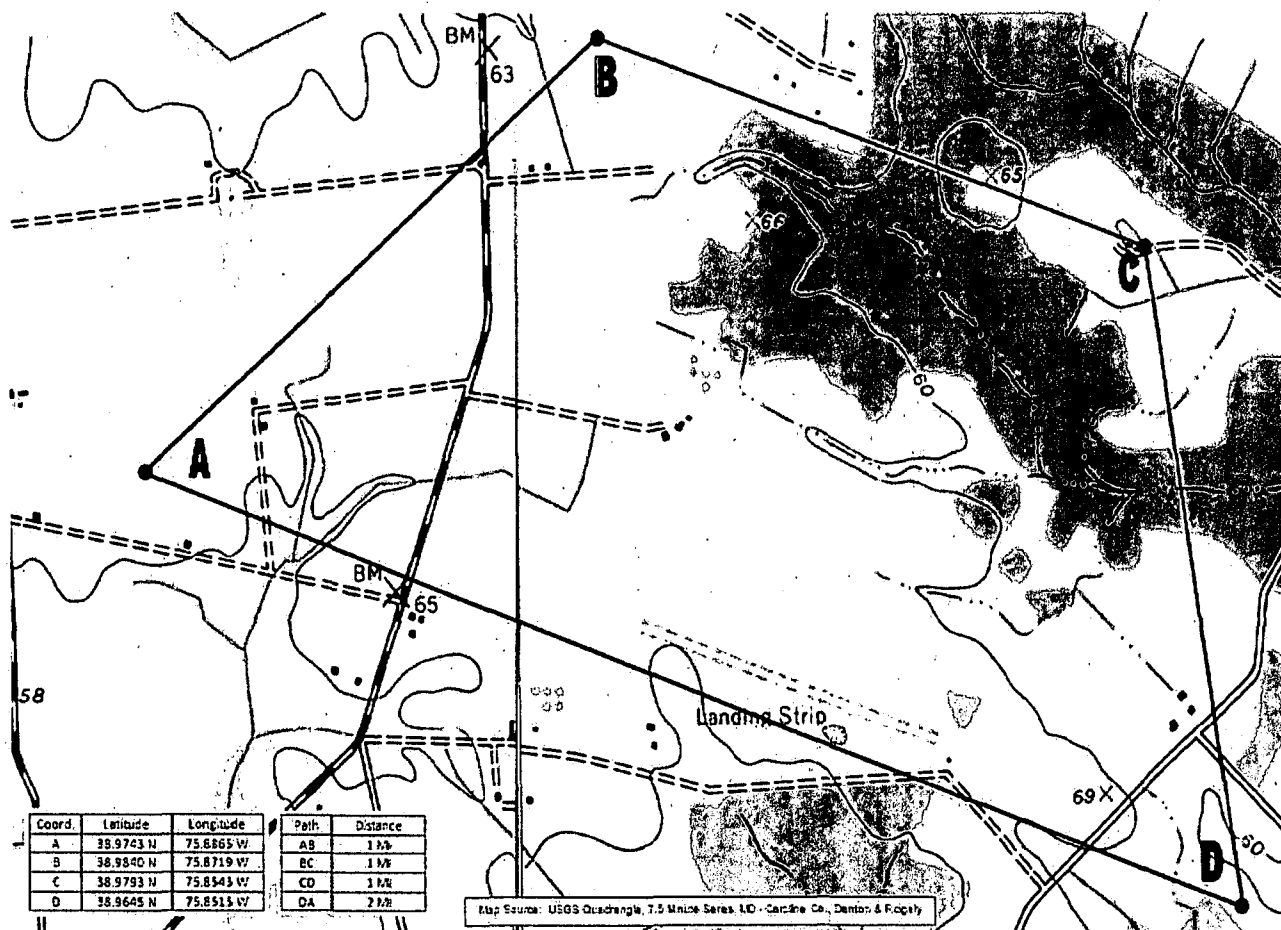 BM
63
B
65
66
C
60
A
BM
65
58
Landing Strip
69
60
D
Coord. Latitude Longitude
A 38.9743 N 75.8865 W
B 38.9840 N 75.8719 W
C 38.9793 N 75.8543 W
D 38.9645 N 75.8513 W
Path Distance
AB 1 Mi
BC 1 Mi
CD 1 Mi
DA 2 Mi
Map Source: USGS Quadrangle, 7.5 Minute Series, MD - Caroline Co., Denton & Ridgely